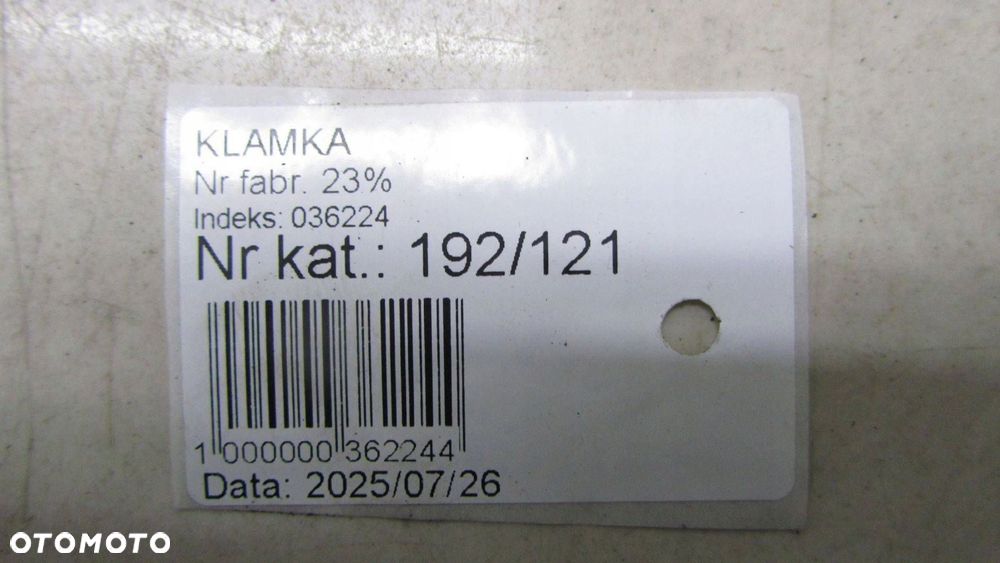 KLAMKA
Nr fabr. 23%
Indeks: 036224
Nr kat.: 192/121
1 000000 362244
Data: 2025/07/26
OTOMOTO